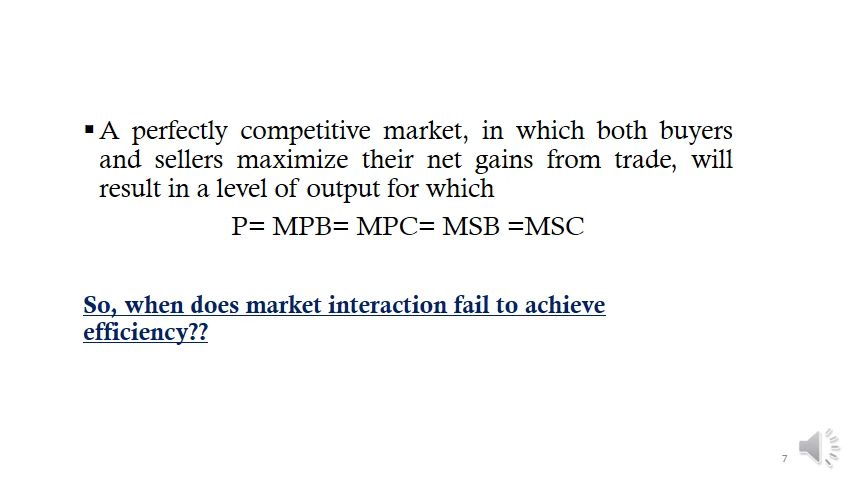 ▪ A perfectly competitive market, in which both buyers
and sellers maximize their net gains from trade, will
result in a level of output for which
P= MPB= MPC= MSB =MSC
So, when does market interaction fail to achieve
efficiency??
7